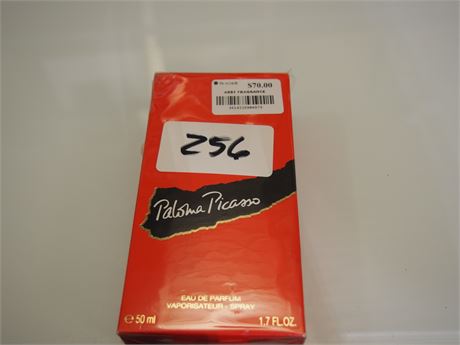 $70.00
256
Paloma Picasso
EAU DE PARFUM
VAPORISATEUR - SPRAY
℮ 50 ml 1.7 FL.OZ.